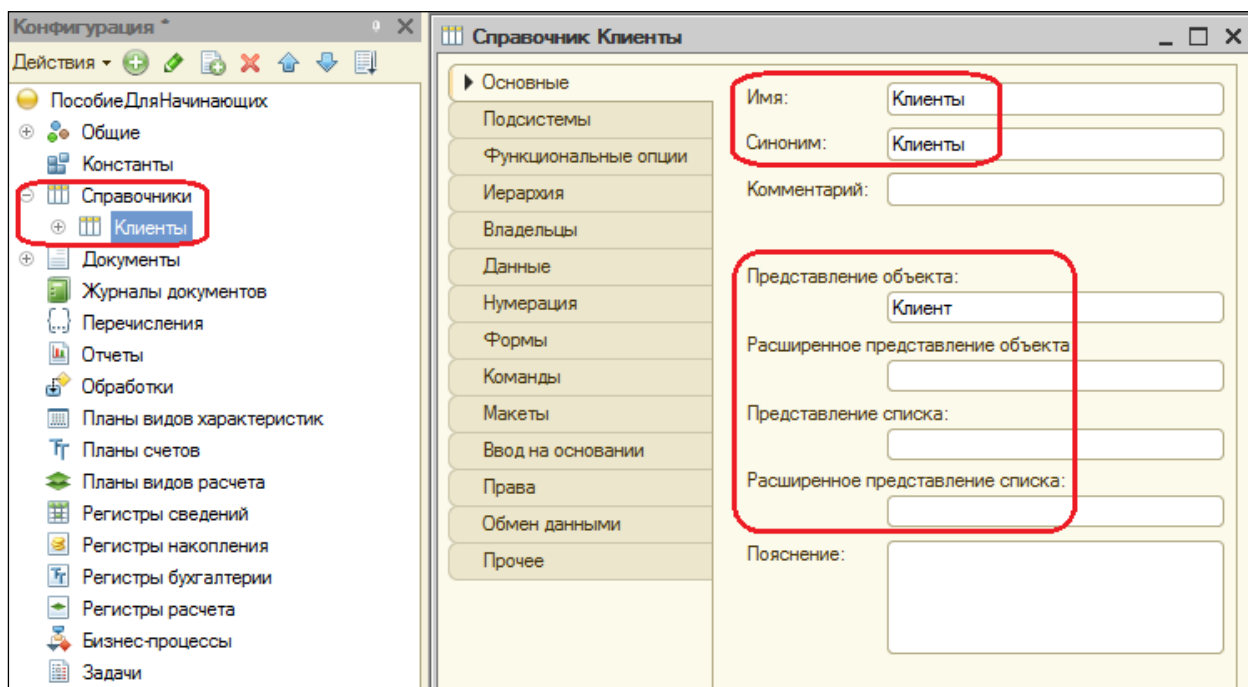 Конфигурация *
Действия
ПособиеДляНачинающих
Общие
Константы
Справочники
Клиенты
Документы
Журналы документов
Перечисления
Отчеты
Обработки
Планы видов характеристик
Планы счетов
Планы видов расчета
Регистры сведений
Регистры накопления
Регистры бухгалтерии
Регистры расчета
Бизнес-процессы
Задачи
Справочник Клиенты
Основные
Подсистемы
Функциональные опции
Иерархия
Владельцы
Данные
Нумерация
Формы
Команды
Макеты
Ввод на основании
Права
Обмен данными
Прочее
Имя: Клиенты
Синоним: Клиенты
Комментарий:
Представление объекта:
Клиент
Расширенное представление объекта
Представление списка:
Расширенное представление списка:
Пояснение: